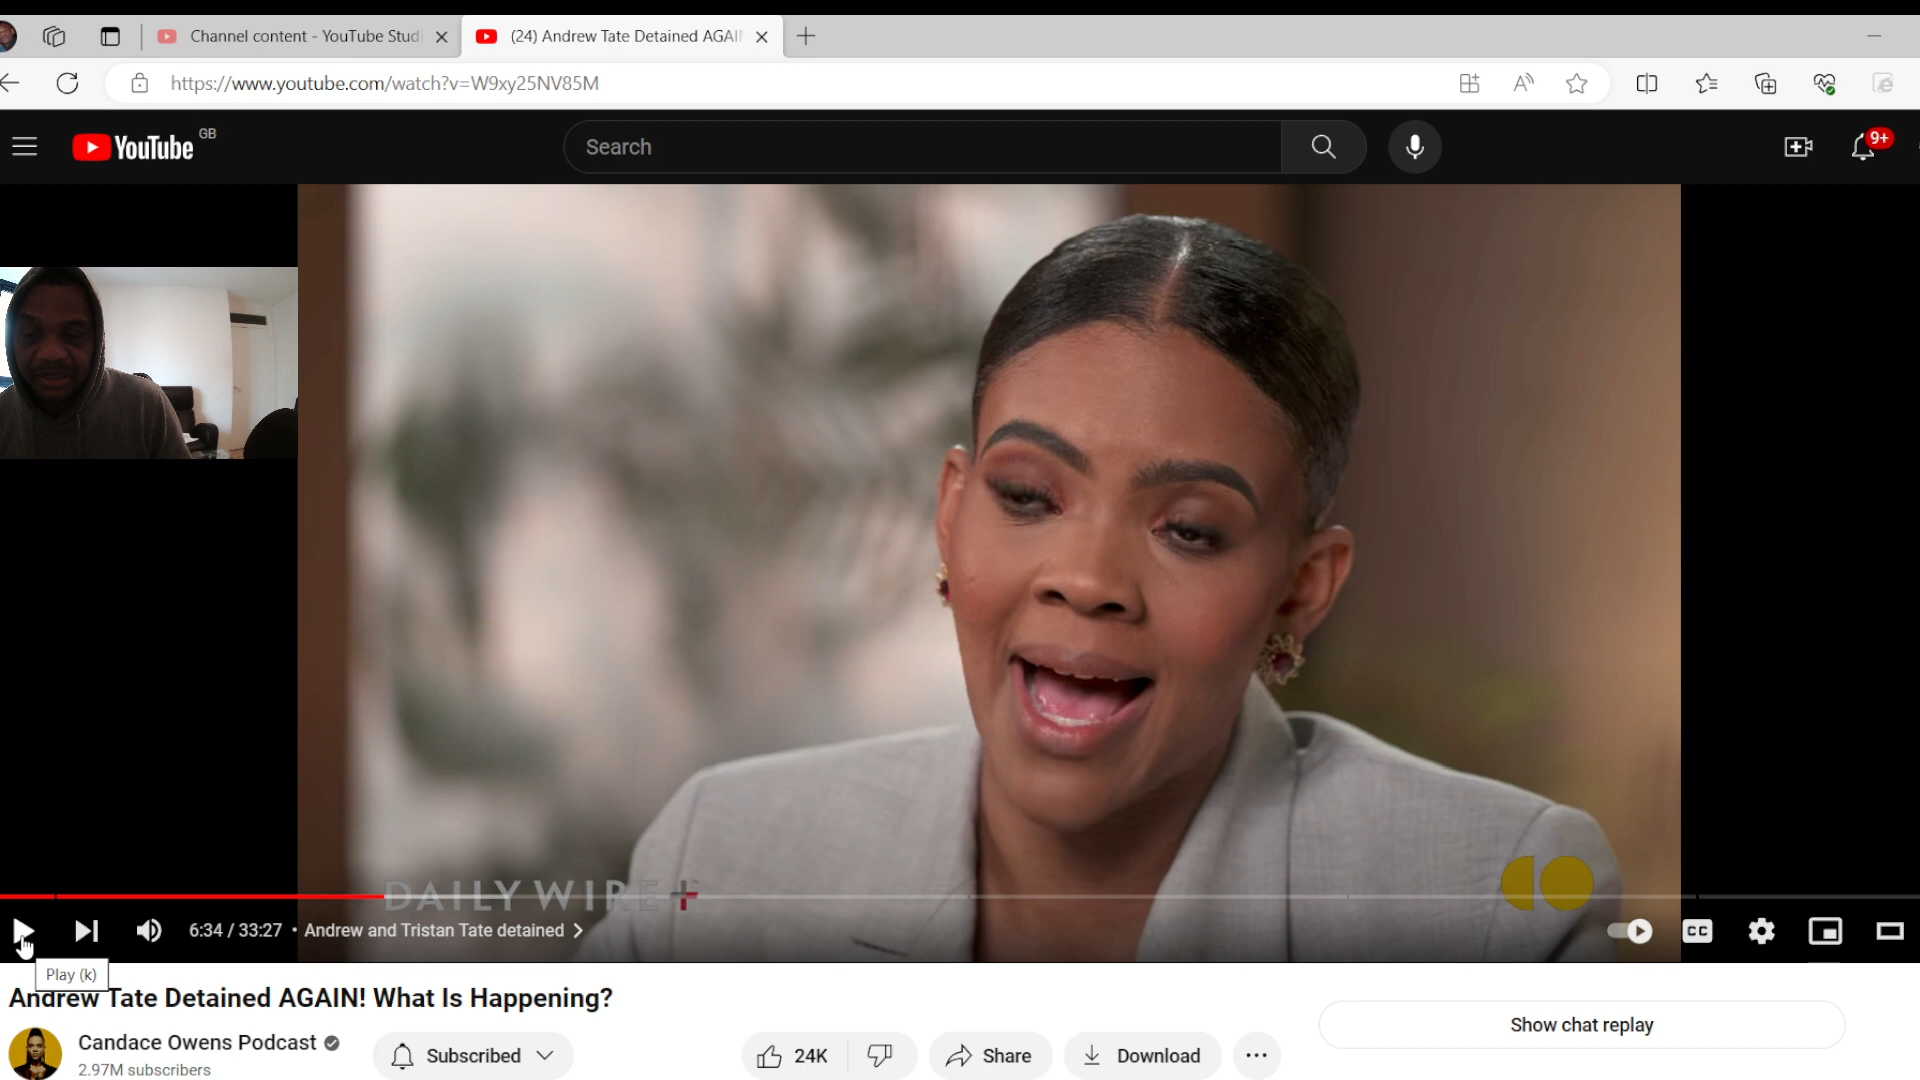 Channel content - YouTube Studi
(24) Andrew Tate Detained AGAIN
https://www.youtube.com/watch?v=W9xy25NV85M
YouTube GB
Search
9+
DAILY WIRE +
6:34 / 33:27 • Andrew and Tristan Tate detained
CC
Play (k)
Andrew Tate Detained AGAIN! What Is Happening?
Show chat replay
Candace Owens Podcast
2.97M subscribers
Subscribed
24K
Share
Download